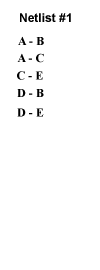 Netlist #1
A - B
A - C
C - E
D - B
D - E